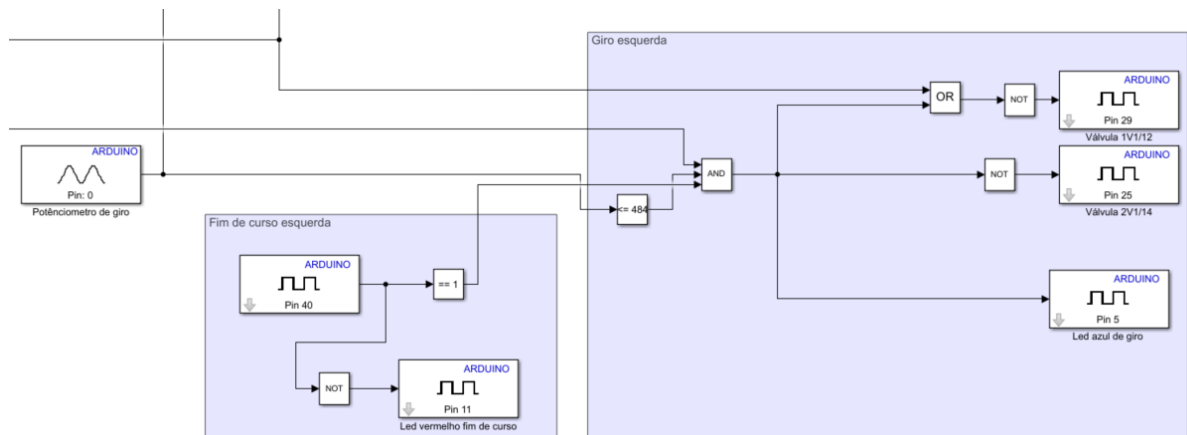 Giro esquerda
ARDUINO
OR
NOT
Pin 29
Válvula 1V1/12
ARDUINO
Pin: 0
Potênciometro de giro
AND
NOT
ARDUINO
Pin 25
Válvula 2V1/14
<= 484
Fim de curso esquerda
ARDUINO
Pin 40
== 1
ARDUINO
Pin 5
Led azul de giro
NOT
ARDUINO
Pin 11
Led vermelho fim de curso